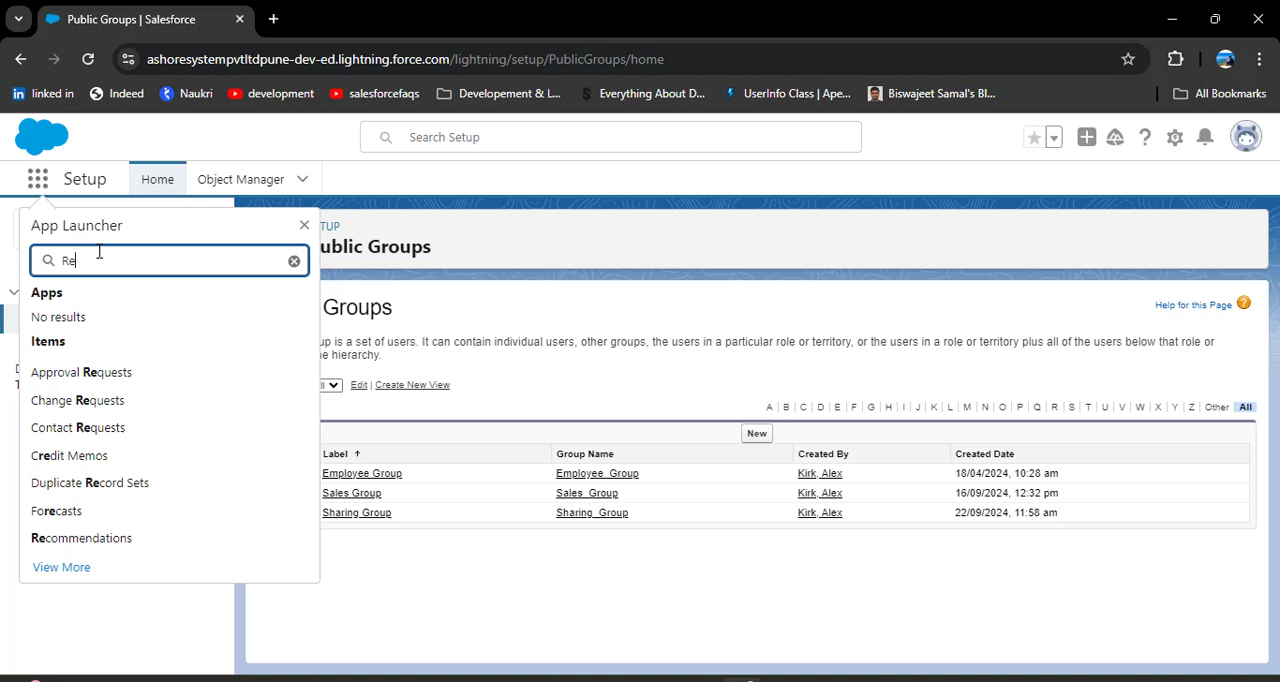 Public Groups | Salesforce
ashoresystempvtltdpune-dev-ed.lightning.force.com/lightning/setup/PublicGroups/home
linked in Indeed Naukri development salesforcefaqs Developement & L... Everything About D... UserInfo Class | Ape... Biswajeet Samal's Bl... All Bookmarks
Search Setup
Setup Home Object Manager
App Launcher
Re
Apps
No results
Items
Approval Requests
Change Requests
Contact Requests
Credit Memos
Duplicate Record Sets
Forecasts
Recommendations
View More
TUP
ublic Groups
Groups
Help for this Page
up is a set of users. It can contain individual users, other groups, the users in a particular role or territory, or the users in a role or territory plus all of the users below that role or
e hierarchy.
Edit | Create New View
A | B | C | D | E | F | G | H | I | J | K | L | M | N | O | P | Q | R | S | T | U | V | W | X | Y | Z | Other All
New
Label Group Name Created By Created Date
Employee Group Employee_Group Kirk, Alex 18/04/2024, 10:28 am
Sales Group Sales_Group Kirk, Alex 16/09/2024, 12:32 pm
Sharing Group Sharing_Group Kirk, Alex 22/09/2024, 11:58 am